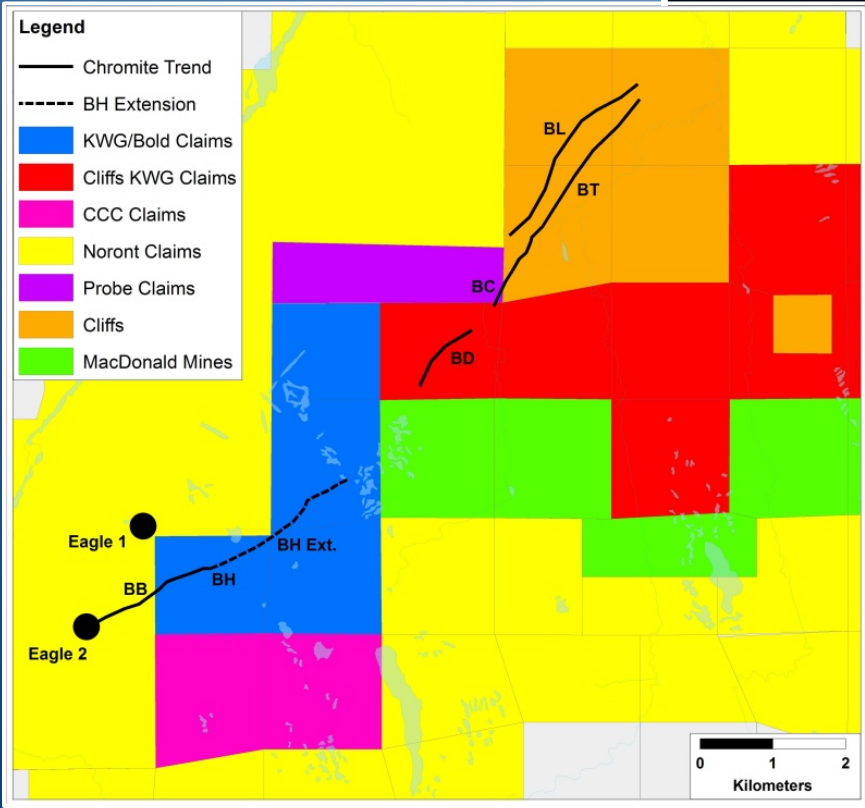 Legend
Chromite Trend
BH Extension
KWG/Bold Claims
Cliffs KWG Claims
CCC Claims
Noront Claims
Probe Claims
Cliffs
MacDonald Mines
BL
BT
BC
BD
Eagle 1
BH Ext.
BH
BB
Eagle 2
0 1 2
Kilometers